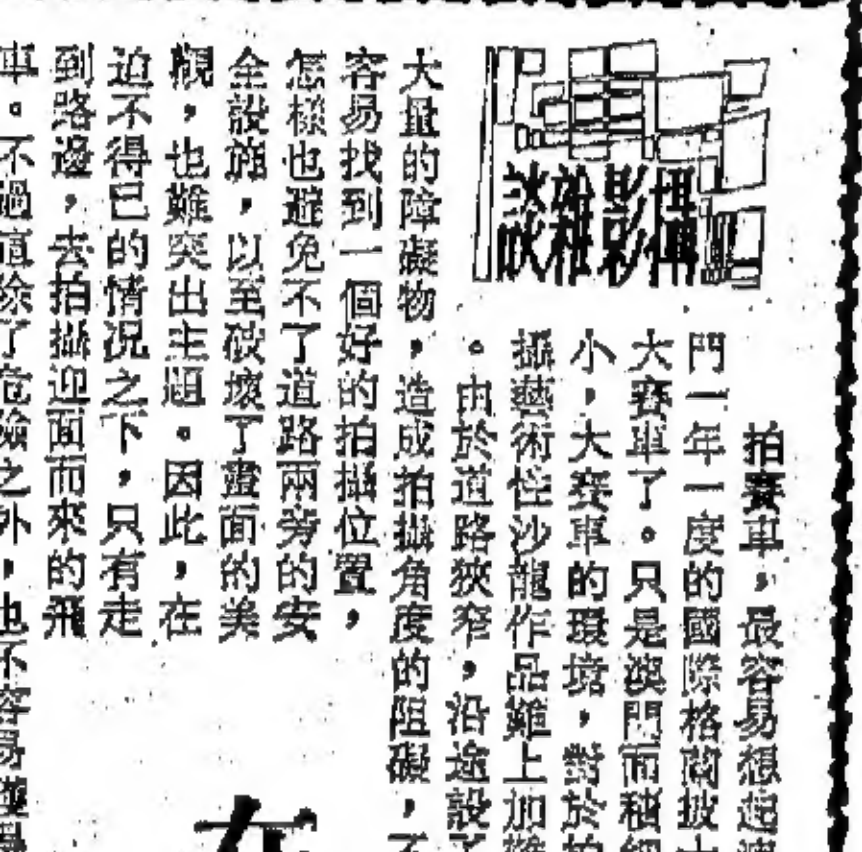 攝影雜談
拍賽車，最容易想起澳
門一年一度的國際格蘭披士
大賽車了。只是澳門面積細
小，大賽車的環境，對於拍
攝藝術性沙龍作品難上加難
。由於道路狹窄，沿途設了
大量的障礙物，造成拍攝角度的阻礙，不
容易找到一個好的拍攝位置，
怎樣也避免不了道路兩旁的安
全設施，以至破壞了畫面的美
觀，也難突出主題。因此，在
迫不得已的情況之下，只有走
到路邊，去拍攝迎面而來的飛
車。不過這除了危險之外，也不容易